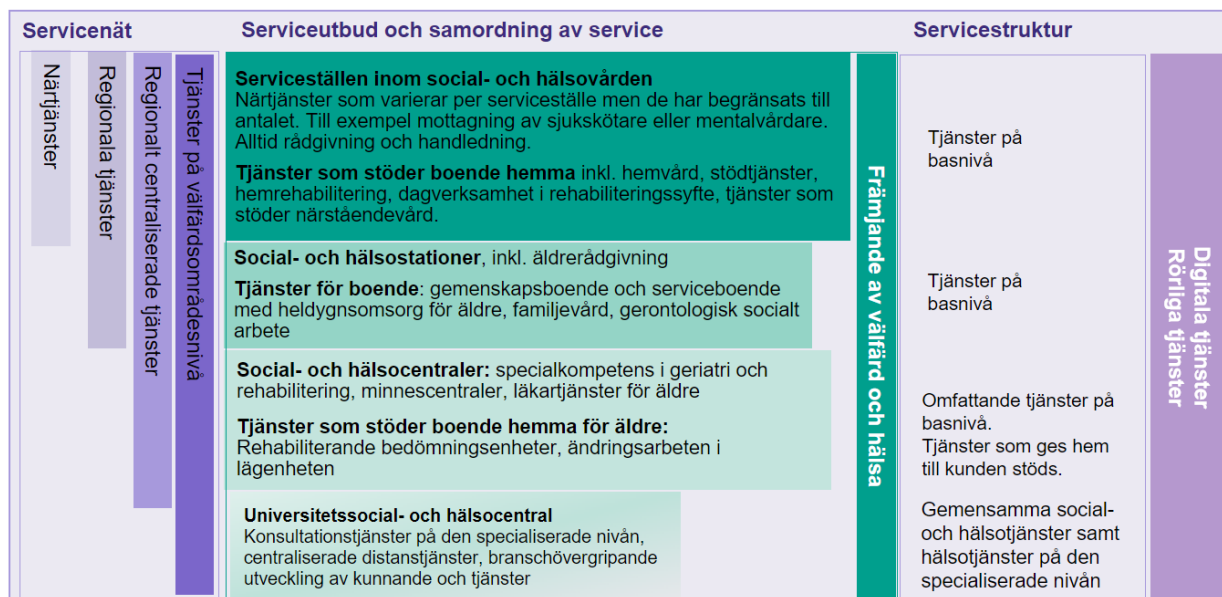 Servicenät
Serviceutbud och samordning av service
Servicestruktur
Närtjänster
Regionala tjänster
Regionalt centraliserade tjänster
Tjänster på välfärdsområdesnivå
Serviceställen inom social- och hälsovården
Närtjänster som varierar per serviceställe men de har begränsats till
antalet. Till exempel mottagning av sjukskötare eller mentalvårdare.
Alltid rådgivning och handledning.
Tjänster som stöder boende hemma inkl. hemvård, stödtjänster,
hemrehabilitering, dagverksamhet i rehabiliteringssyfte, tjänster som
stöder närståendevård.
Social- och hälsostationer, inkl. äldrerådgivning
Tjänster för boende: gemenskapsboende och serviceboende
med heldygnsomsorg för äldre, familjevård, gerontologisk socialt
arbete
Social- och hälsocentraler: specialkompetens i geriatri och
rehabilitering, minnescentraler, läkartjänster för äldre
Tjänster som stöder boende hemma för äldre:
Rehabiliterande bedömningsenheter, ändringsarbeten i
lägenheten
Universitetssocial- och hälsocentral
Konsultationstjänster på den specialiserade nivån,
centraliserade distanstjänster, branschövergripande
utveckling av kunnande och tjänster
Främjande av välfärd och hälsa
Tjänster på
basnivå
Tjänster på
basnivå
Omfattande tjänster på
basnivå.
Tjänster som ges hem
till kunden stöds.
Gemensamma social-
och hälsotjänster samt
hälsotjänster på den
specialiserade nivån
Digitala tjänster
Rörliga tjänster